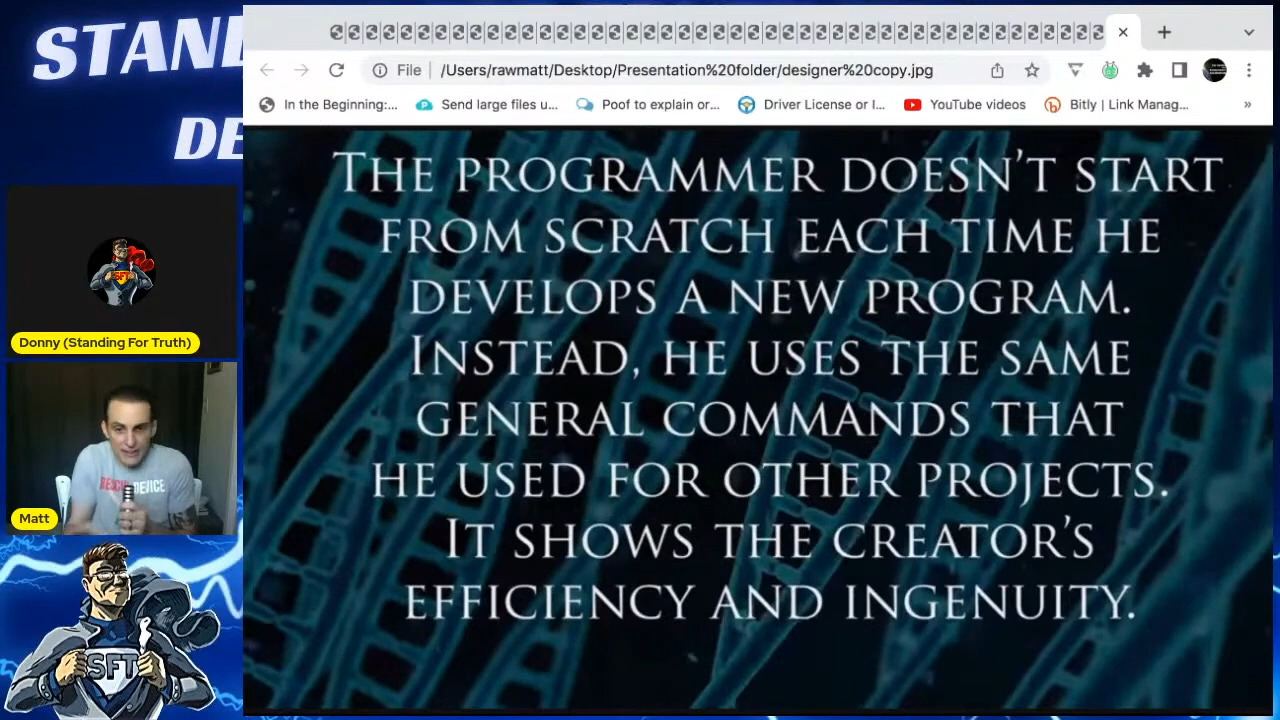 STAND
DE
File
/Users/rawmatt/Desktop/Presentation%20folder/designer%20copy.jpg
In the Beginning:...
Send large files u...
Poof to explain or...
Driver License or I...
YouTube videos
Bitly | Link Manag...
»
THE PROGRAMMER DOESN'T START
FROM SCRATCH EACH TIME HE
DEVELOPS A NEW PROGRAM.
INSTEAD, HE USES THE SAME
GENERAL COMMANDS THAT
HE USED FOR OTHER PROJECTS.
IT SHOWS THE CREATOR'S
EFFICIENCY AND INGENUITY.
SFT
Donny (Standing For Truth)
DEVICE
Matt
SFT